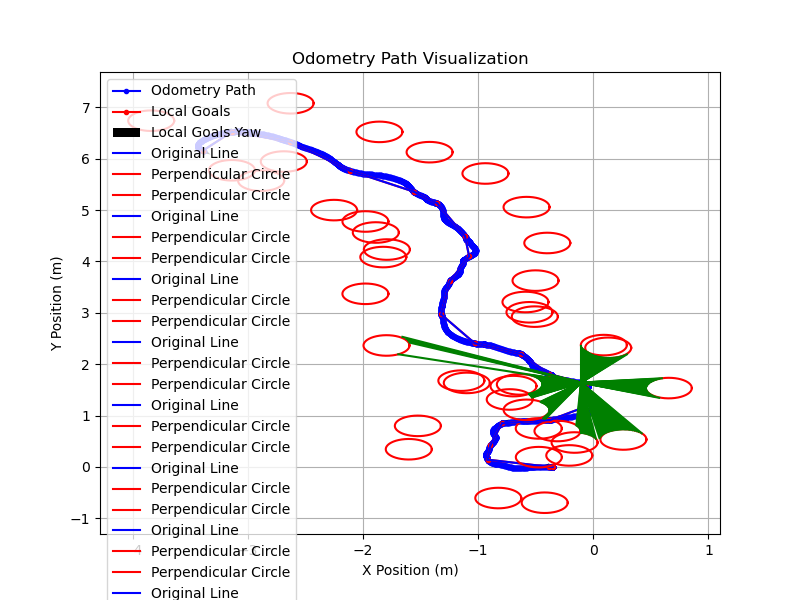 Odometry Path Visualization
Odometry Path
Local Goals
Local Goals Yaw
Original Line
Perpendicular Circle
Perpendicular Circle
Original Line
Perpendicular Circle
Perpendicular Circle
Original Line
Perpendicular Circle
Perpendicular Circle
Original Line
Perpendicular Circle
Perpendicular Circle
Original Line
Perpendicular Circle
Perpendicular Circle
Original Line
Perpendicular Circle
Perpendicular Circle
Original Line
Perpendicular Circle
Perpendicular Circle
Original Line
7
6
5
4
3
2
1
0
−1
Y Position (m)
−4
−3
−2
−1
0
1
X Position (m)